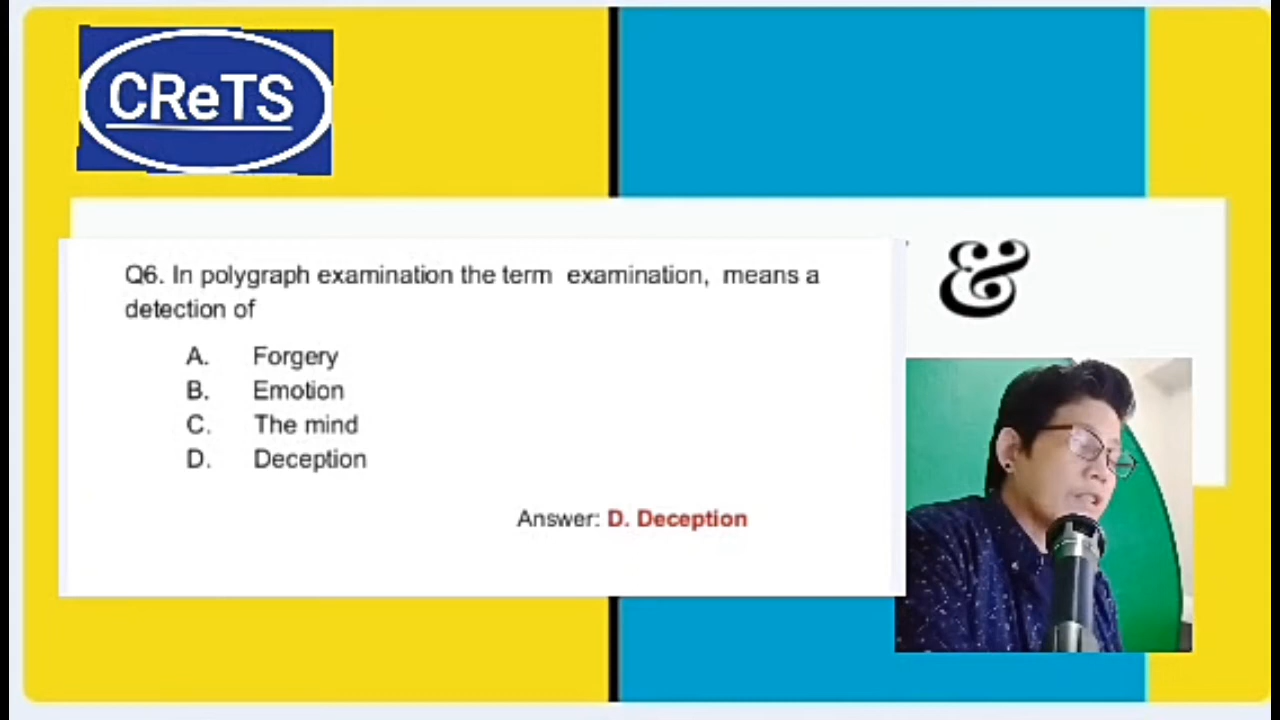 CReTS
&
Q6. In polygraph examination the term examination, means a
detection of
A. Forgery
B. Emotion
C. The mind
D. Deception
Answer: D. Deception